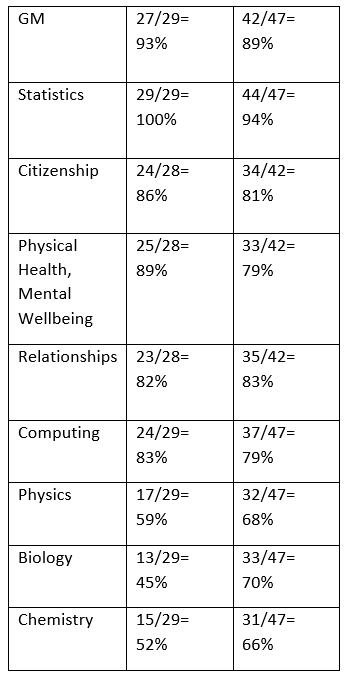 GM 27/29= 42/47=
93% 89%
Statistics 29/29= 44/47=
100% 94%
Citizenship 24/28= 34/42=
86% 81%
Physical 25/28= 33/42=
Health, 89% 79%
Mental
Wellbeing
Relationships 23/28= 35/42=
82% 83%
Computing 24/29= 37/47=
83% 79%
Physics 17/29= 32/47=
59% 68%
Biology 13/29= 33/47=
45% 70%
Chemistry 15/29= 31/47=
52% 66%